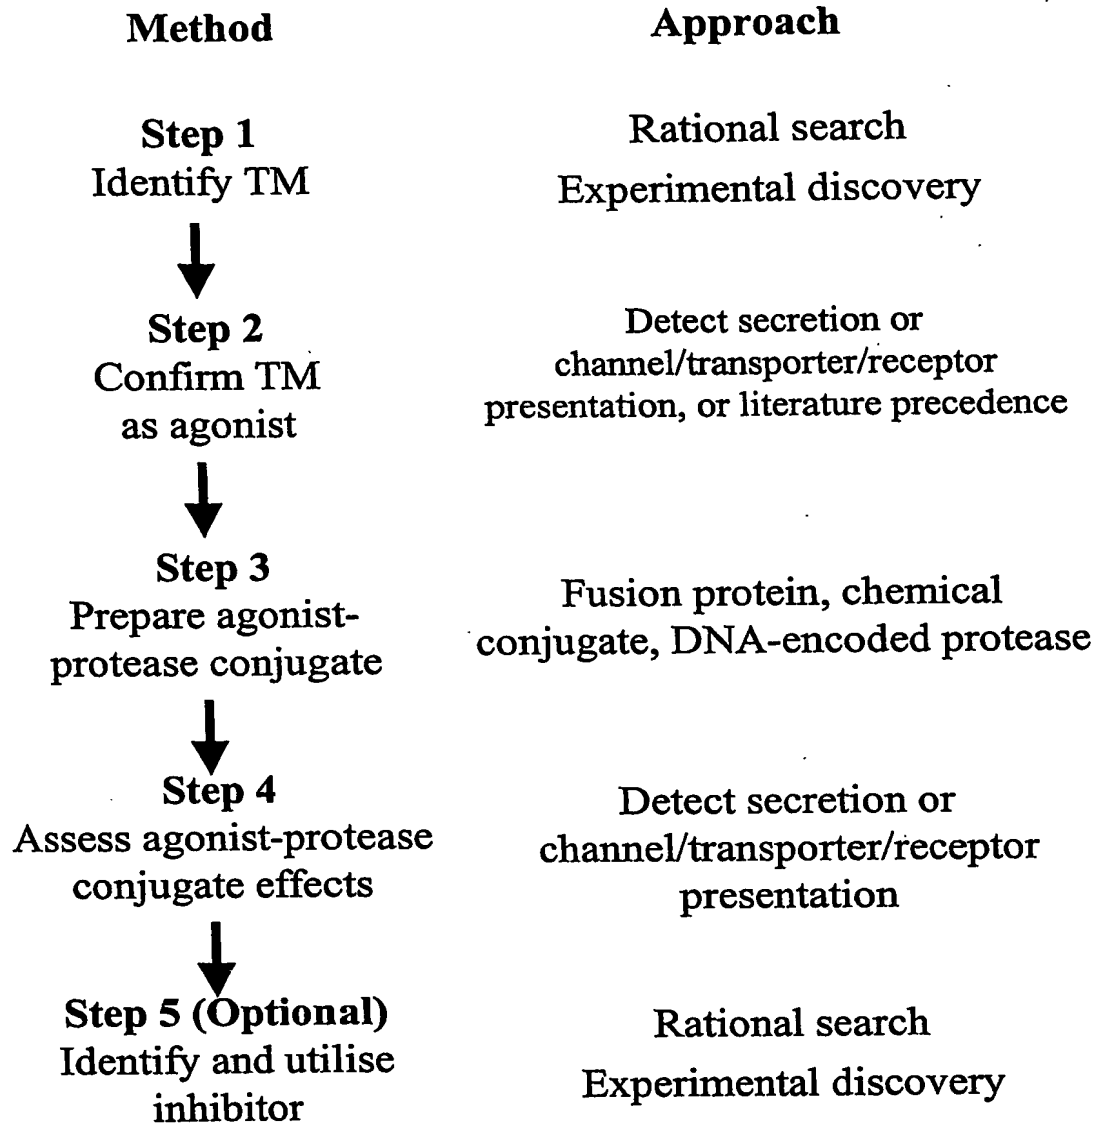 Method
Approach
Step 1
Identify TM
Rational search
Experimental discovery
Step 2
Confirm TM
as agonist
Detect secretion or
channel/transporter/receptor
presentation, or literature precedence
Step 3
Prepare agonist-
protease conjugate
Fusion protein, chemical
conjugate, DNA-encoded protease
Step 4
Assess agonist-protease
conjugate effects
Detect secretion or
channel/transporter/receptor
presentation
Step 5 (Optional)
Identify and utilise
inhibitor
Rational search
Experimental discovery